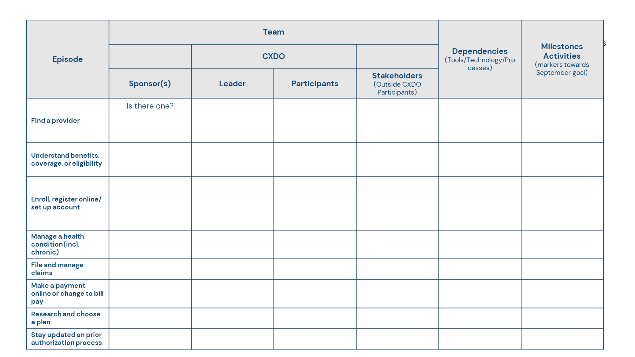 Team
Episode
CXDO
Dependencies
(Tools/Technology/Pro
cesses)
Milestones
Activities
(markers towards
September goal)
Sponsor(s)
Leader
Participants
Stakeholders
(Outside CXDO
Participants)
Find a provider
Is there one?
Understand benefits,
coverage, or eligibility
Enroll, register online/
set up account
Manage a health
condition (incl.
chronic)
File and manage
claims
Make a payment
online or change to bill
pay
Research and choose
a plan
Stay updated on prior
authorization process